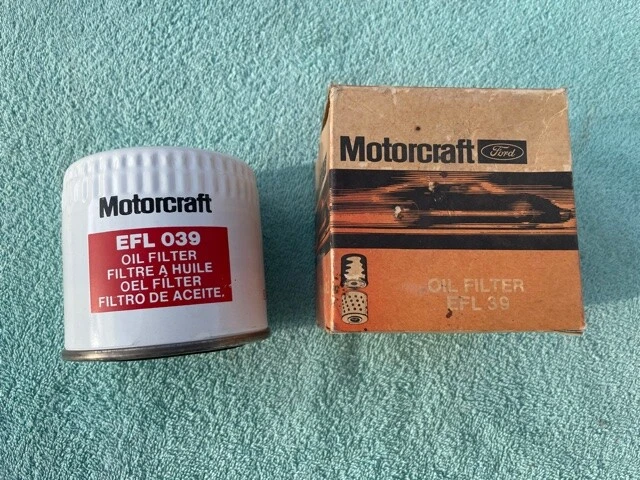 Motorcraft
EFL 039
OIL FILTER
FILTRE A HUILE
OEL FILTER
FILTRO DE ACEITE.
Motorcraft Ford
OIL FILTER
EFL 39